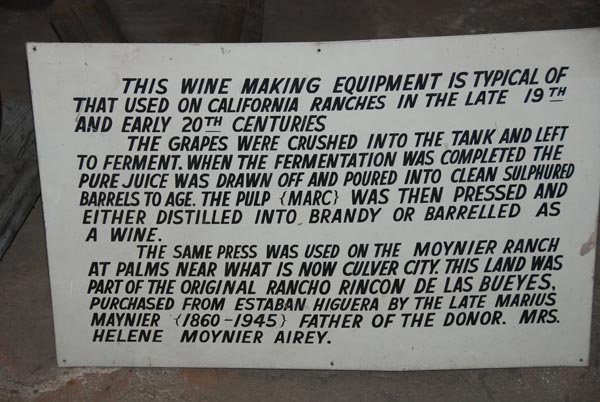 THIS WINE MAKING EQUIPMENT IS TYPICAL OF
THAT USED ON CALIFORNIA RANCHES IN THE LATE 19TH
AND EARLY 20TH CENTURIES
THE GRAPES WERE CRUSHED INTO THE TANK AND LEFT
TO FERMENT. WHEN THE FERMENTATION WAS COMPLETED THE
PURE JUICE WAS DRAWN OFF AND POURED INTO CLEAN SULPHURED
BARRELS TO AGE. THE PULP {MARC} WAS THEN PRESSED AND
EITHER DISTILLED INTO BRANDY OR BARRELLED AS
A WINE.
THE SAME PRESS WAS USED ON THE MOYNIER RANCH
AT PALMS NEAR WHAT IS NOW CULVER CITY. THIS LAND WAS
PART OF THE ORIGINAL RANCHO RINCON DE LAS BUEYES,
PURCHASED FROM ESTABAN HIGUERA BY THE LATE MARIUS
MAYNIER {1860-1945} FATHER OF THE DONOR. MRS.
HELENE MOYNIER AIREY.